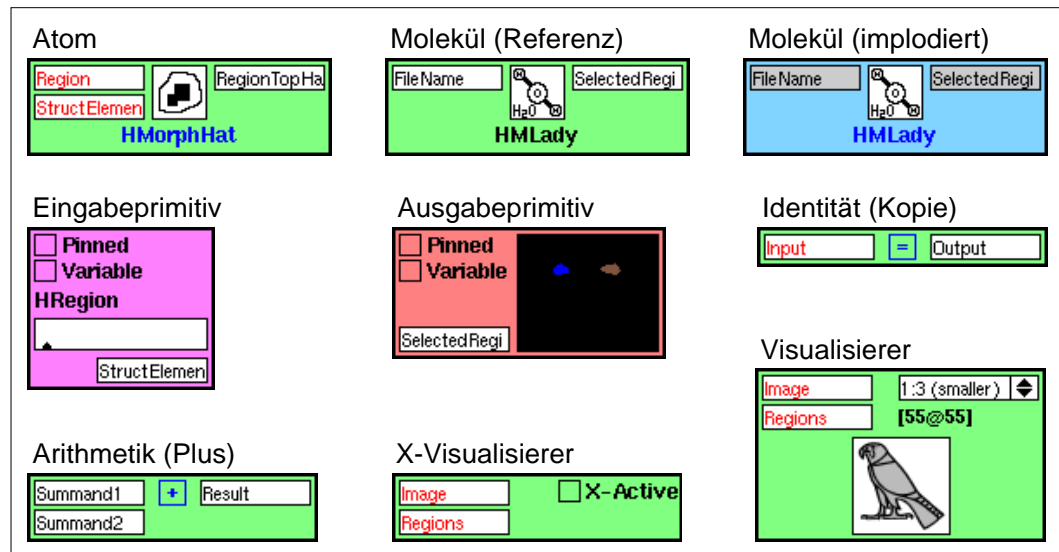 Atom
Region
RegionTopHa
StructElemen
HMorphHat
Molekül (Referenz)
FileName
SelectedRegi
H₂O
HMLady
Molekül (implodiert)
FileName
SelectedRegi
H₂O
HMLady
Eingabeprimitiv
Pinned
Variable
HRegion
StructElemen
Ausgabeprimitiv
Pinned
Variable
SelectedRegi
Identität (Kopie)
Input = Output
Visualisierer
Image 1:3 (smaller)
Regions [55@55]
Arithmetik (Plus)
Summand1 + Result
Summand2
X-Visualisierer
Image X-Active
Regions